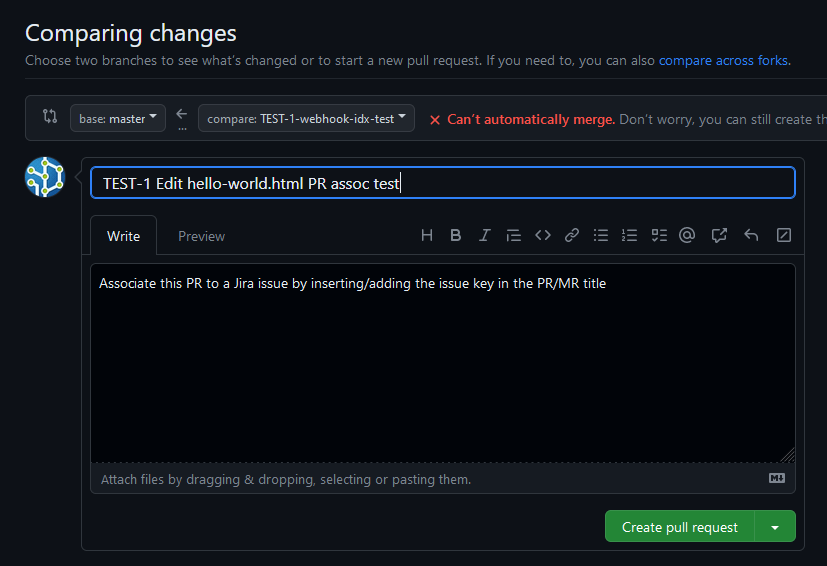 Comparing changes
Choose two branches to see what's changed or to start a new pull request. If you need to, you can also compare across forks.
base: master compare: TEST-1-webhook-idx-test Can't automatically merge. Don't worry, you can still create
TEST-1 Edit hello-world.html PR assoc test
Write Preview
Associate this PR to a Jira issue by inserting/adding the issue key in the PR/MR title
Attach files by dragging & dropping, selecting or pasting them.
Create pull request